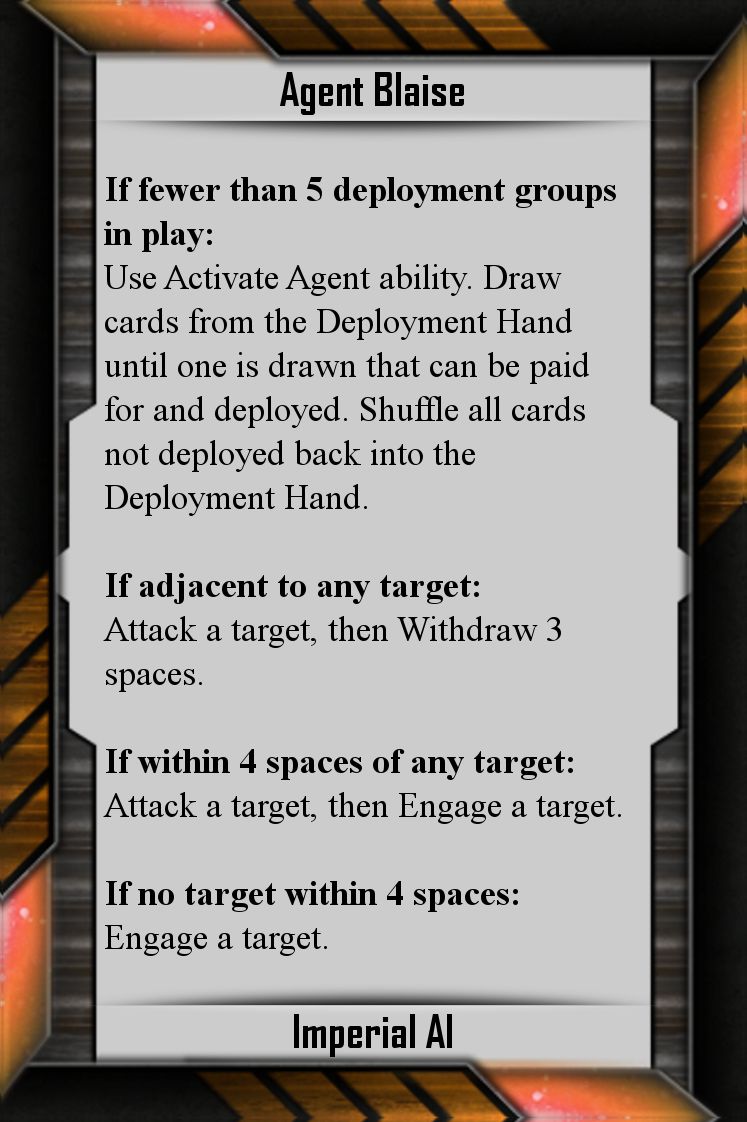 Agent Blaise
If fewer than 5 deployment groups
in play:
Use Activate Agent ability. Draw
cards from the Deployment Hand
until one is drawn that can be paid
for and deployed. Shuffle all cards
not deployed back into the
Deployment Hand.
If adjacent to any target:
Attack a target, then Withdraw 3
spaces.
If within 4 spaces of any target:
Attack a target, then Engage a target.
If no target within 4 spaces:
Engage a target.
Imperial AI